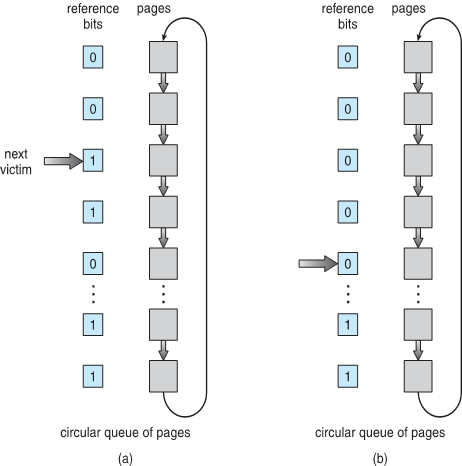 reference bits
pages
0
0
next victim
1
1
0
1
1
circular queue of pages
(a)
reference bits
pages
0
0
0
0
0
1
1
circular queue of pages
(b)